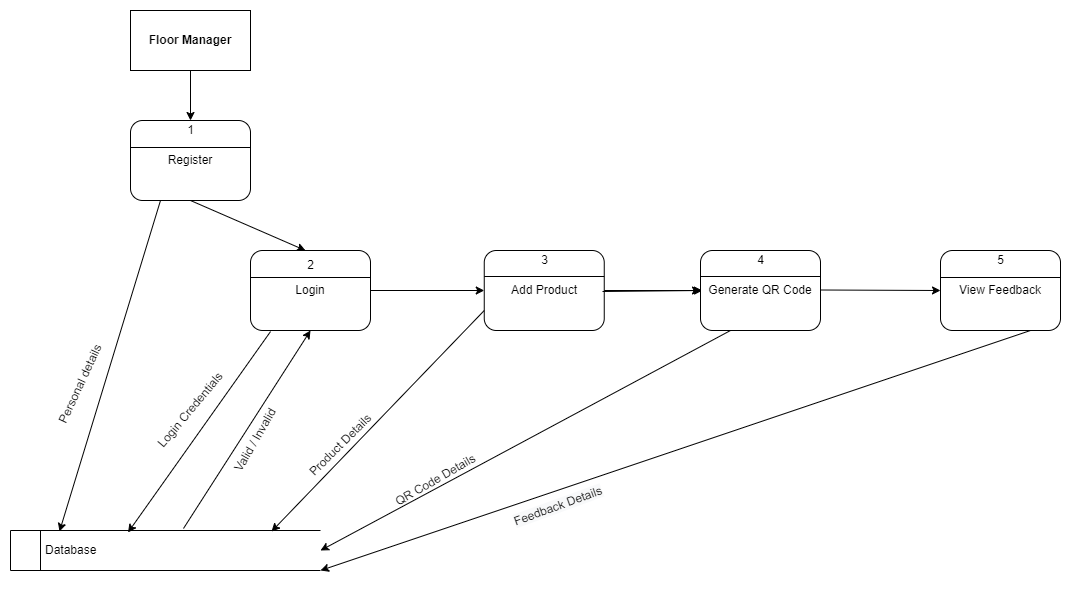 Floor Manager
1
Register
2
Login
3
Add Product
4
Generate QR Code
5
View Feedback
Personal details
Login Credentials
Valid / Invalid
Product Details
QR Code Details
Feedback Details
Database